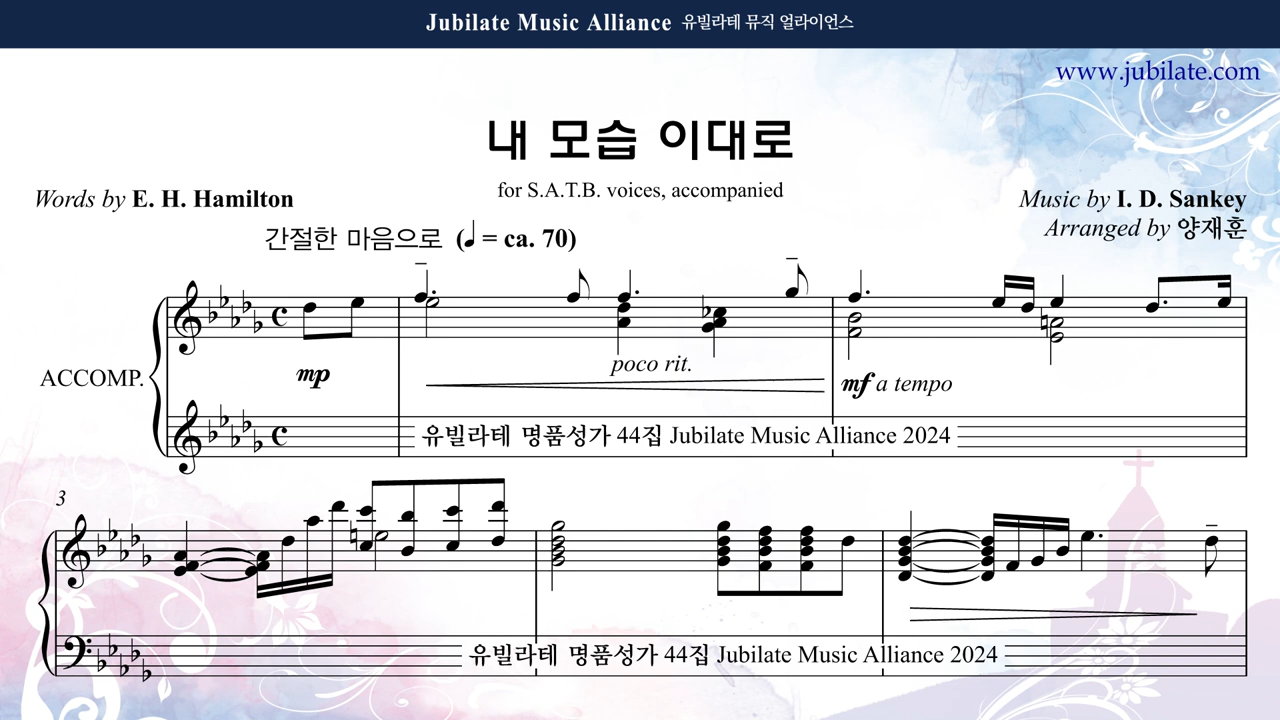 Jubilate Music Alliance 유빌라테 뮤직 얼라이언스
www.jubilate.com
내 모습 이대로
for S.A.T.B. voices, accompanied
Words by E. H. Hamilton
Music by I. D. Sankey
Arranged by 양재훈
간절한 마음으로 (♩ = ca. 70)
poco rit.
ACCOMP.
mp
mf a tempo
유빌라테 명품성가 44집 Jubilate Music Alliance 2024
3
유빌라테 명품성가 44집 Jubilate Music Alliance 2024